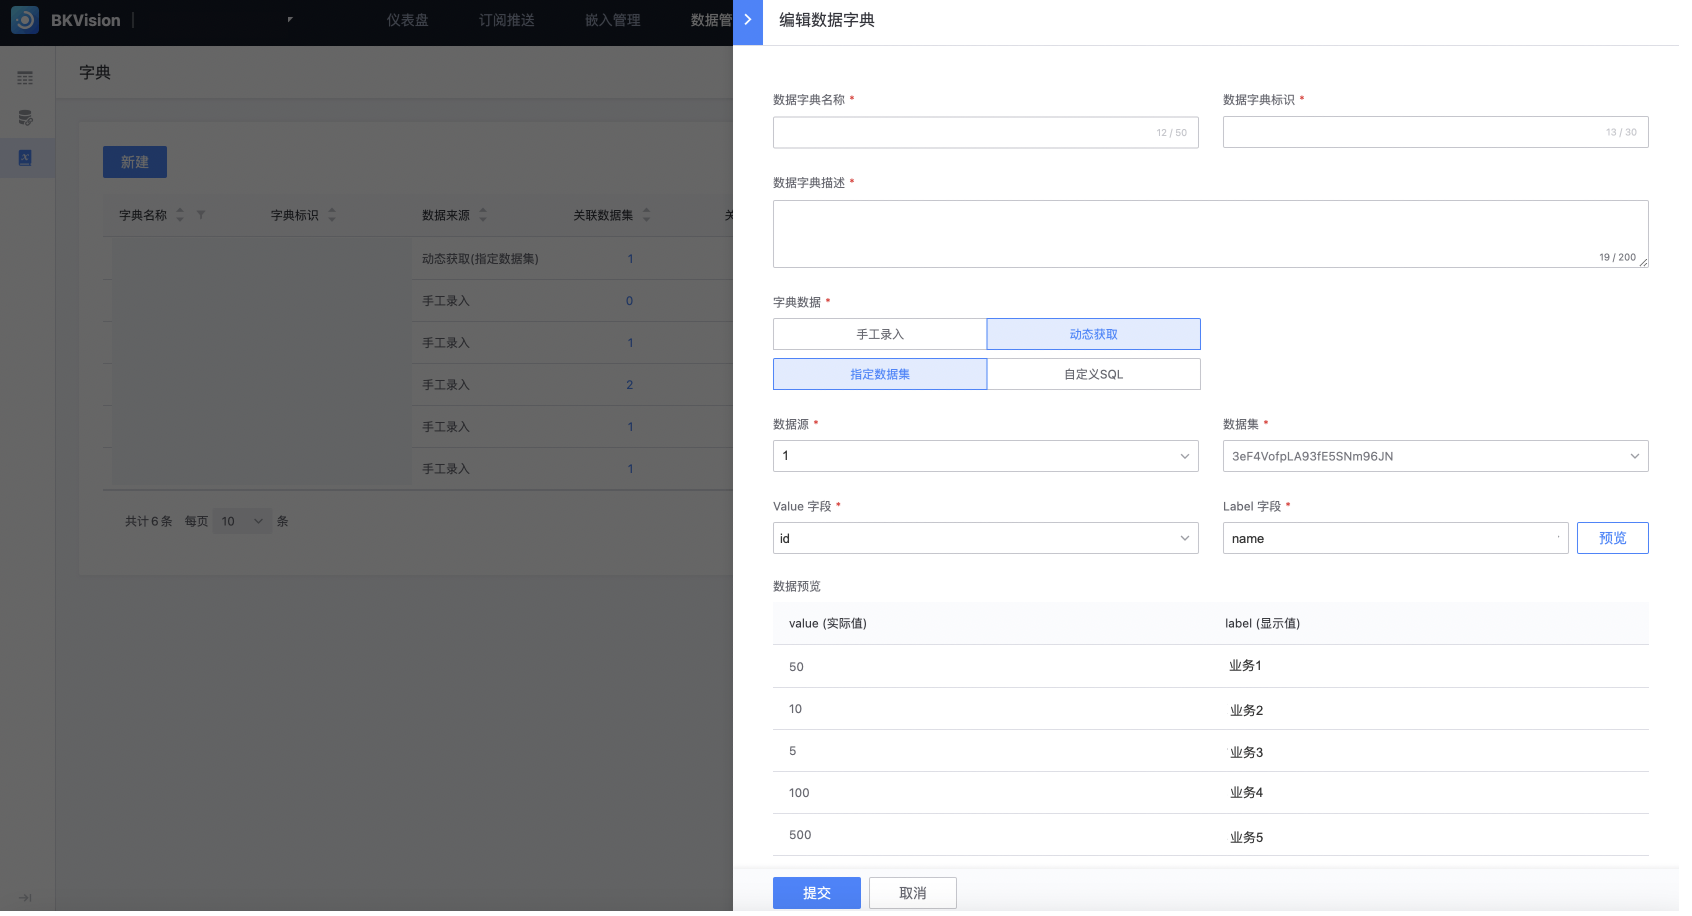 BKVision
仪表盘
订阅推送
嵌入管理
数据管
编辑数据字典
字典
新建
字典名称
字典标识
数据来源
关联数据集
动态获取(指定数据集)
1
手工录入
0
手工录入
1
手工录入
2
手工录入
1
手工录入
1
共计 6 条 每页 10 条
数据字典名称 *
12 / 50
数据字典标识 *
13 / 30
数据字典描述 *
19 / 200
字典数据 *
手工录入
动态获取
指定数据集
自定义SQL
数据源 *
1
数据集 *
3eF4VofpLA93fE5SNm96JN
Value 字段 *
id
Label 字段 *
name
预览
数据预览
value (实际值)
label (显示值)
50
业务1
10
业务2
5
业务3
100
业务4
500
业务5
提交
取消